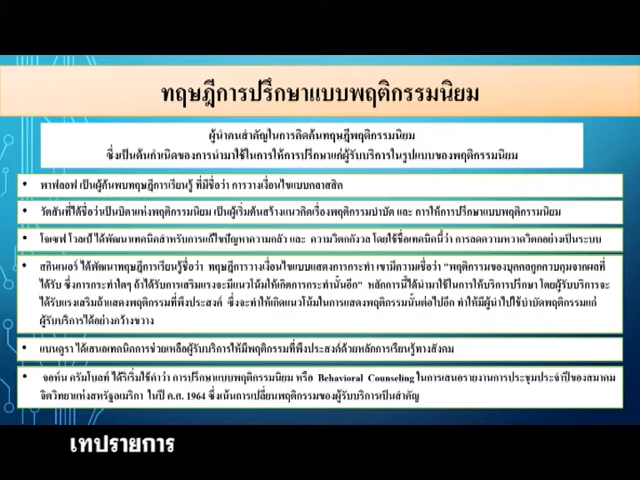 ทฤษฎีการปรึกษาแบบพฤติกรรมนิยม
ผู้นำคนสำคัญในการคิดค้นทฤษฎีพฤติกรรมนิยม
ซึ่งเป็นต้นกำเนิดของการนำมาใช้ในการให้การปรึกษาแก่ผู้รับบริการในรูปแบบของพฤติกรรมนิยม
• พาฟลอฟ เป็นผู้ค้นพบทฤษฎีการเรียนรู้ ที่มีชื่อว่า การวางเงื่อนไขแบบคลาสสิก
• วัตสันที่ได้ชื่อว่าเป็นบิดาแห่งพฤติกรรมนิยม เป็นผู้เริ่มต้นสร้างแนวคิดเรื่องพฤติกรรมบำบัด และ การให้การปรึกษาแบบพฤติกรรมนิยม
• โจเซฟ โวลเป้ ได้พัฒนาเทคนิคสำหรับการแก้ไขปัญหาความกลัว และ ความวิตกกังวล โดยใช้ชื่อเทคนิคนี้ว่า การลดความหวาดวิตกอย่างเป็นระบบ
• สกินเนอร์ ได้พัฒนาทฤษฎีการเรียนรู้ชื่อว่า ทฤษฎีการวางเงื่อนไขแบบแสดงการกระทำ เขามีความเชื่อว่า "พฤติกรรมของบุคคลถูกควบคุมจากผลที่
ได้รับ ซึ่งการกระทำใดๆ ถ้าได้รับการเสริมแรงจะมีแนวโน้มให้เกิดการกระทำนั้นอีก" หลักการนี้ได้นำมาใช้ในการให้บริการปรึกษา โดยผู้รับบริการจะ
ได้รับแรงเสริมถ้าแสดงพฤติกรรมที่พึงประสงค์ ซึ่งจะทำให้เกิดแนวโน้มในการแสดงพฤติกรรมนั้นต่อไปอีก ทำให้มีผู้นำไปใช้บำบัดพฤติกรรมแก่
ผู้รับบริการได้อย่างกว้างขวาง
• แบนดูรา ได้เสนอเทคนิกการช่วยเหลือผู้รับบริการให้มีพฤติกรรมที่พึงประสงค์ด้วยหลักการเรียนรู้ทางสังคม
• จอห์น ครัมโบลท์ ได้ริเริ่มใช้คำว่า การปรึกษาแบบพฤติกรรมนิยม หรือ Behavioral Counseling ในการเสนอรายงานการประชุมประจำปีของสมาคม
จิตวิทยาแห่งสหรัฐอเมริกา ในปี ค.ศ. 1964 ซึ่งเน้นการเปลี่ยนพฤติกรรมของผู้รับบริการเป็นสำคัญ
เทปรายการ